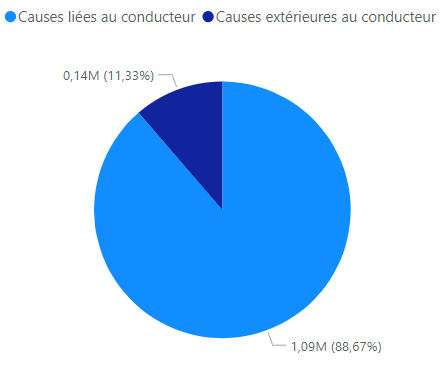 Causes liées au conducteur Causes extérieures au conducteur
0,14M (11,33%)
1,09M (88,67%)